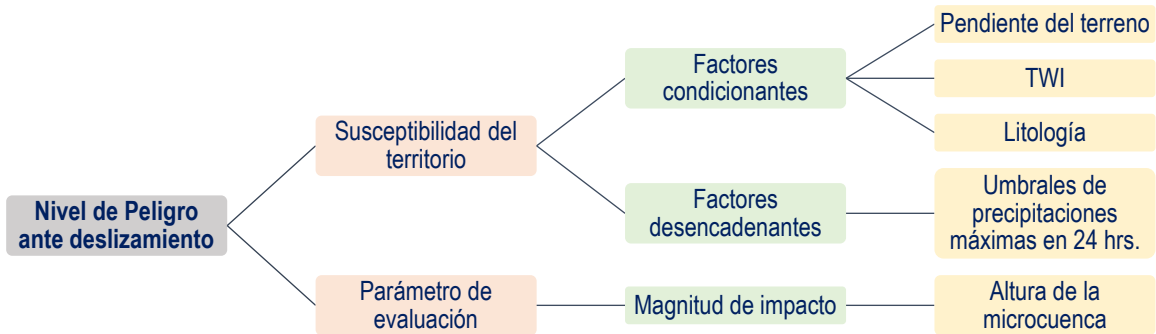 Nivel de Peligro
ante deslizamiento
Susceptibilidad del
territorio
Factores
condicionantes
Pendiente del terreno
TWI
Litología
Factores
desencadenantes
Umbrales de
precipitaciones
máximas en 24 hrs.
Parámetro de
evaluación
Magnitud de impacto
Altura de la
microcuenca